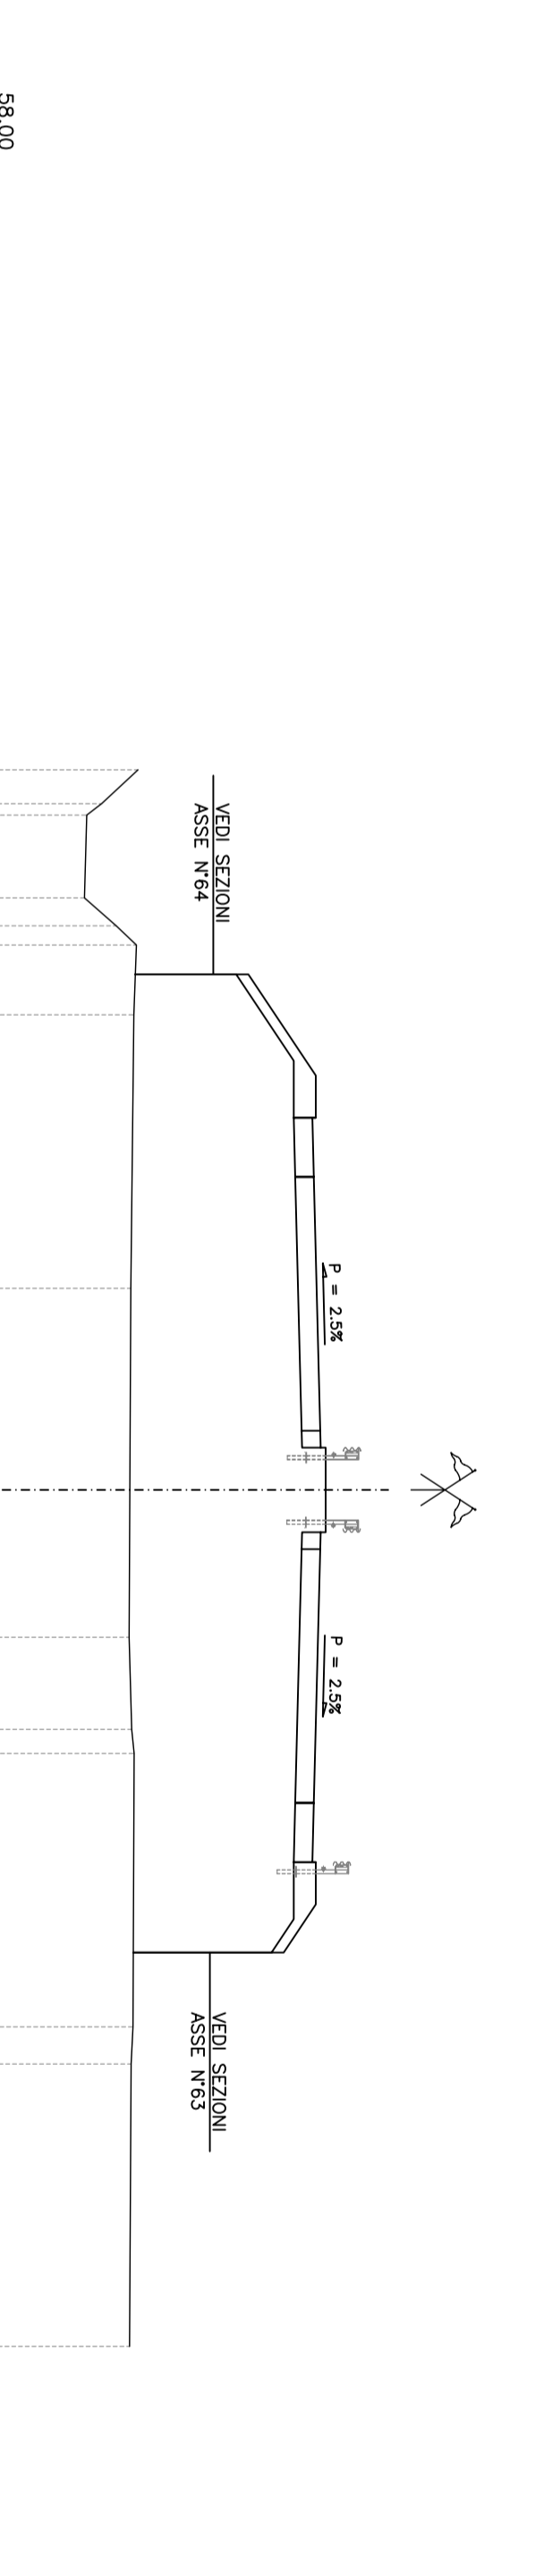 58.00
VEDI SEZIONI
ASSE N°64
P = 2.5%
P = 2.5%
VEDI SEZIONI
ASSE N°63